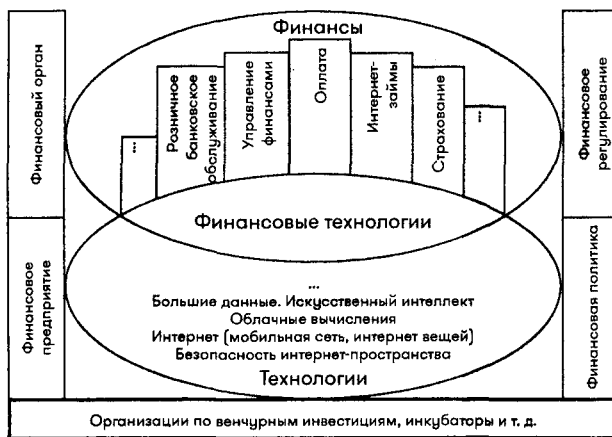 Финансы
Финансовый орган
Финансовое
предприятие
...
Розничное
банковское
обслуживание
Управление
финансами
Оплата
Интернет-
займы
Страхование
...
Финансовое
регулирование
Финансовая политика
Финансовые технологии
...
Большие данные. Искусственный интеллект
Облачные вычисления
Интернет (мобильная сеть, интернет вещей)
Безопасность интернет-пространства
Технологии
Организации по венчурным инвестициям, инкубаторы и т. д.